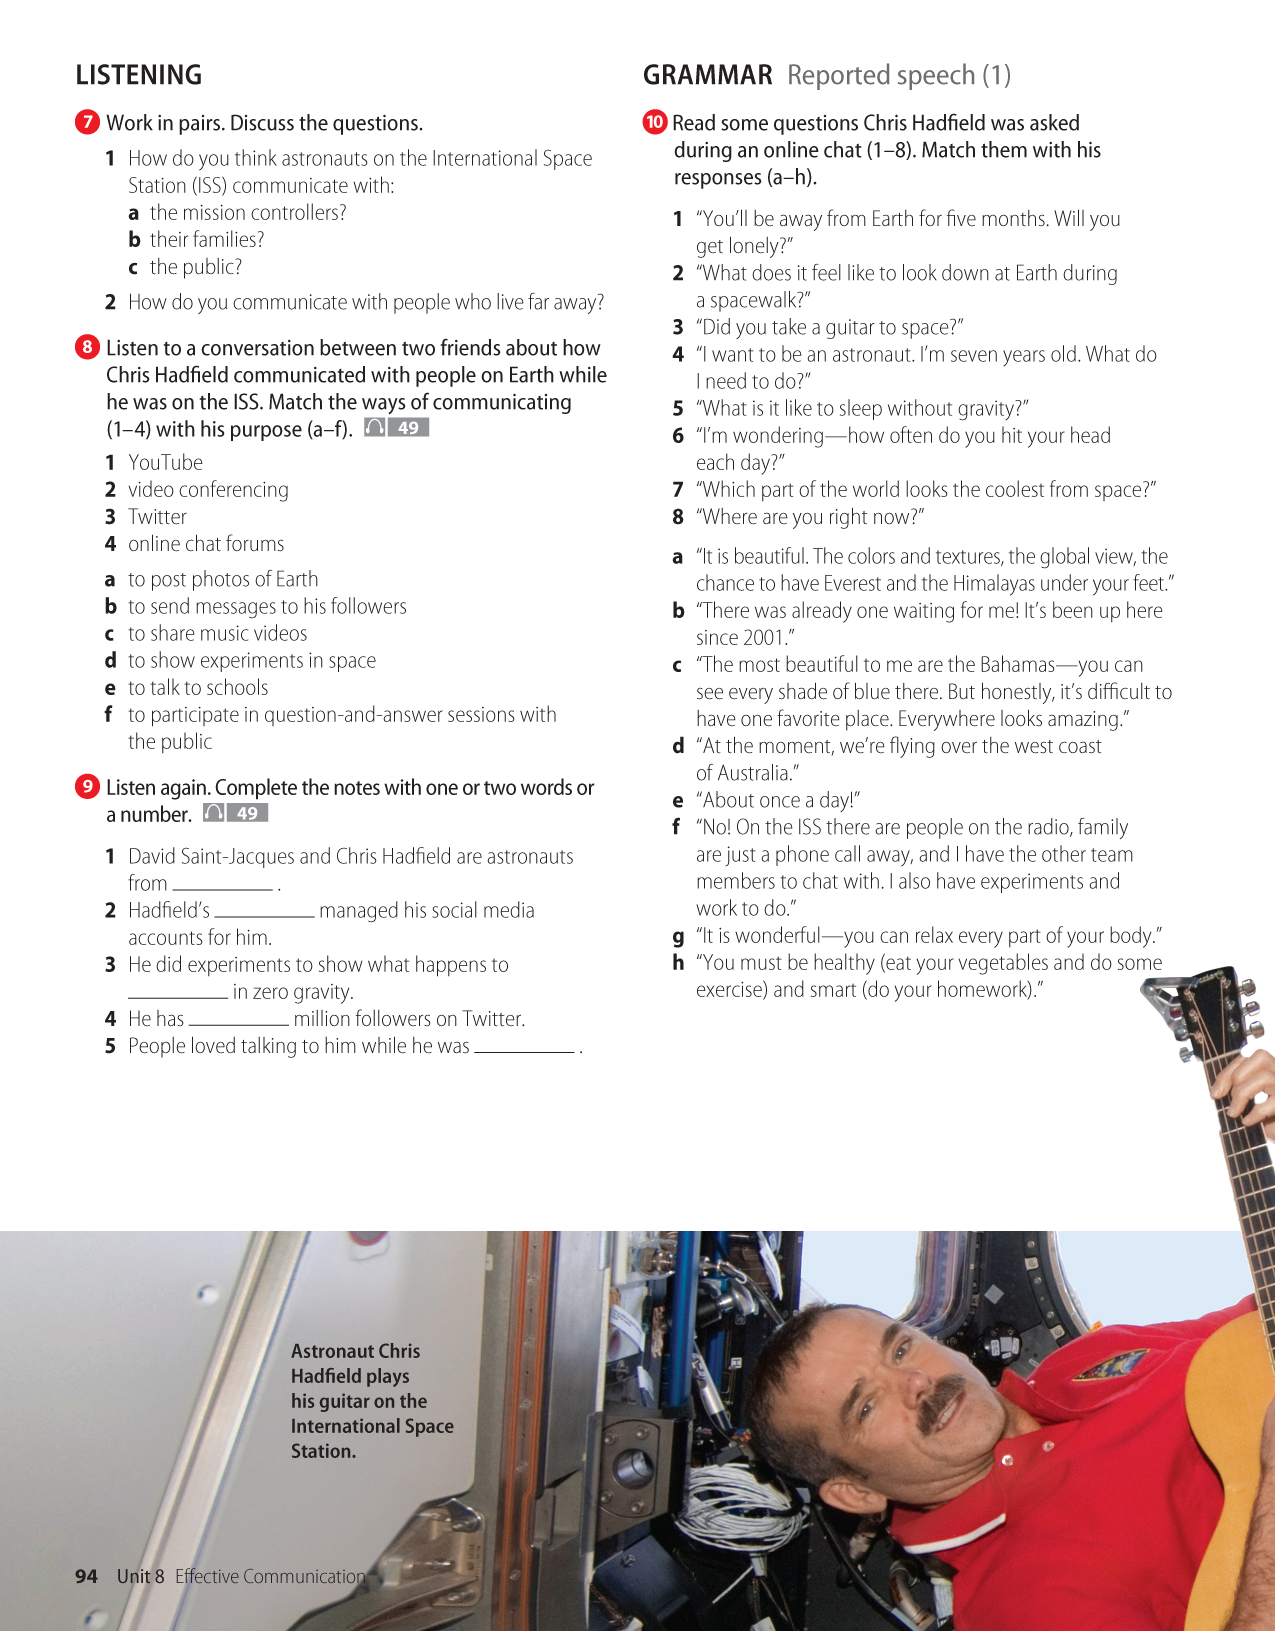 LISTENING
7 Work in pairs. Discuss the questions.
1 How do you think astronauts on the International Space
Station (ISS) communicate with:
a the mission controllers?
b their families?
c the public?
2 How do you communicate with people who live far away?
8 Listen to a conversation between two friends about how
Chris Hadfield communicated with people on Earth while
he was on the ISS. Match the ways of communicating
(1–4) with his purpose (a–f). 49
1 YouTube
2 video conferencing
3 Twitter
4 online chat forums
a to post photos of Earth
b to send messages to his followers
c to share music videos
d to show experiments in space
e to talk to schools
f to participate in question-and-answer sessions with
the public
9 Listen again. Complete the notes with one or two words or
a number. 49
1 David Saint-Jacques and Chris Hadfield are astronauts
from __________ .
2 Hadfield’s __________ managed his social media
accounts for him.
3 He did experiments to show what happens to
__________ in zero gravity.
4 He has __________ million followers on Twitter.
5 People loved talking to him while he was __________ .
GRAMMAR Reported speech (1)
10 Read some questions Chris Hadfield was asked
during an online chat (1–8). Match them with his
responses (a–h).
1 “You’ll be away from Earth for five months. Will you
get lonely?”
2 “What does it feel like to look down at Earth during
a spacewalk?”
3 “Did you take a guitar to space?”
4 “I want to be an astronaut. I’m seven years old. What do
I need to do?”
5 “What is it like to sleep without gravity?”
6 “I’m wondering—how often do you hit your head
each day?”
7 “Which part of the world looks the coolest from space?”
8 “Where are you right now?”
a “It is beautiful. The colors and textures, the global view, the
chance to have Everest and the Himalayas under your feet.”
b “There was already one waiting for me! It’s been up here
since 2001.”
c “The most beautiful to me are the Bahamas—you can
see every shade of blue there. But honestly, it’s difficult to
have one favorite place. Everywhere looks amazing.”
d “At the moment, we’re flying over the west coast
of Australia.”
e “About once a day!”
f “No! On the ISS there are people on the radio, family
are just a phone call away, and I have the other team
members to chat with. I also have experiments and
work to do.”
g “It is wonderful—you can relax every part of your body.”
h “You must be healthy (eat your vegetables and do some
exercise) and smart (do your homework).”
Astronaut Chris
Hadfield plays
his guitar on the
International Space
Station.
94 Unit 8 Effective Communication